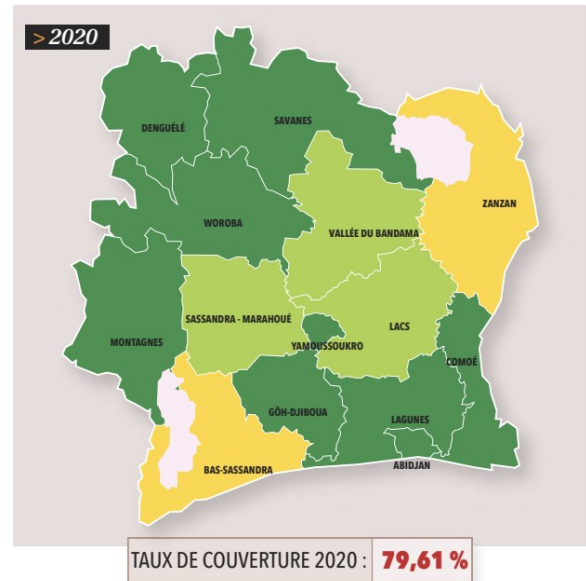 > 2020
DENGUÉLÉ
SAVANES
ZANZAN
WOROBA
VALLÉE DU BANDAMA
SASSANDRA - MARAHOUÉ
LACS
MONTAGNES
YAMOUSSOUKRO
COMOÉ
GÔH-DJIBOUA
LAGUNES
ABIDJAN
BAS-SASSANDRA
TAUX DE COUVERTURE 2020 : 79,61 %